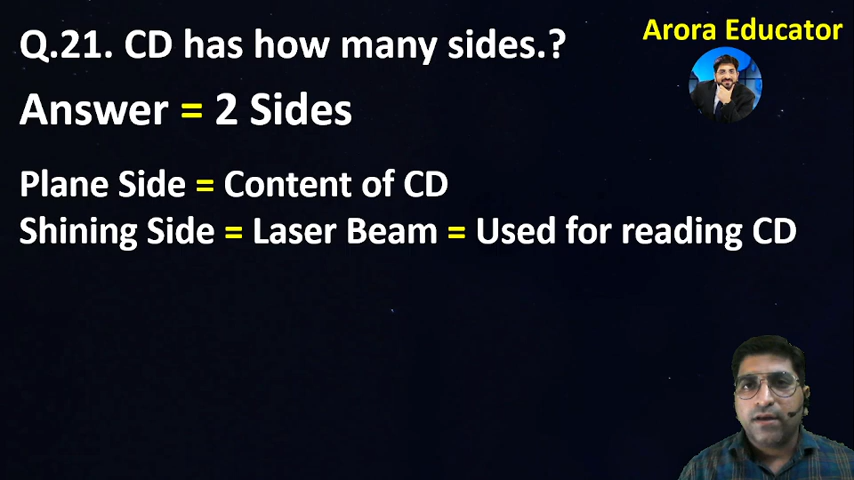 Q.21. CD has how many sides.?
Arora Educator
Answer = 2 Sides
Plane Side = Content of CD
Shining Side = Laser Beam = Used for reading CD